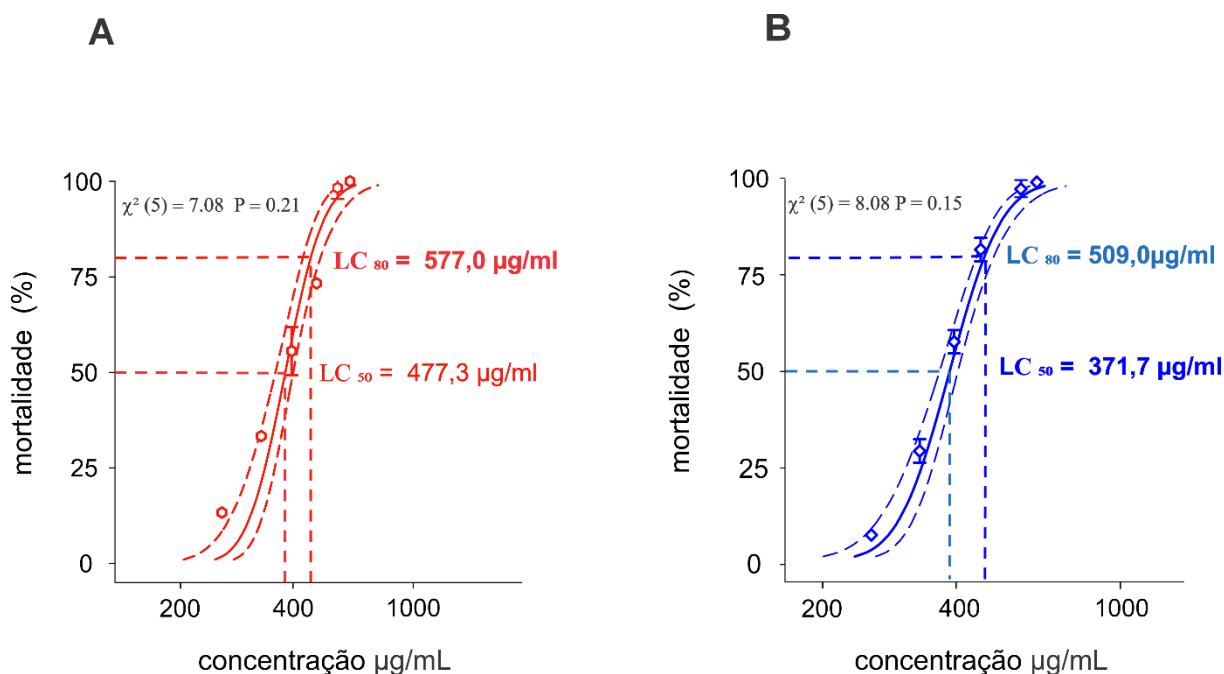 A
100
75
50
25
0
χ² (5) = 7.08 P = 0.21
LC 80 = 577,0 µg/ml
LC 50 = 477,3 µg/ml
mortalidade (%)
200 400 1000
concentração µg/mL
B
100
75
50
25
0
χ² (5) = 8.08 P = 0.15
LC 80 = 509,0µg/ml
LC 50 = 371,7 µg/ml
mortalidade (%)
200 400 1000
concentração µg/mL